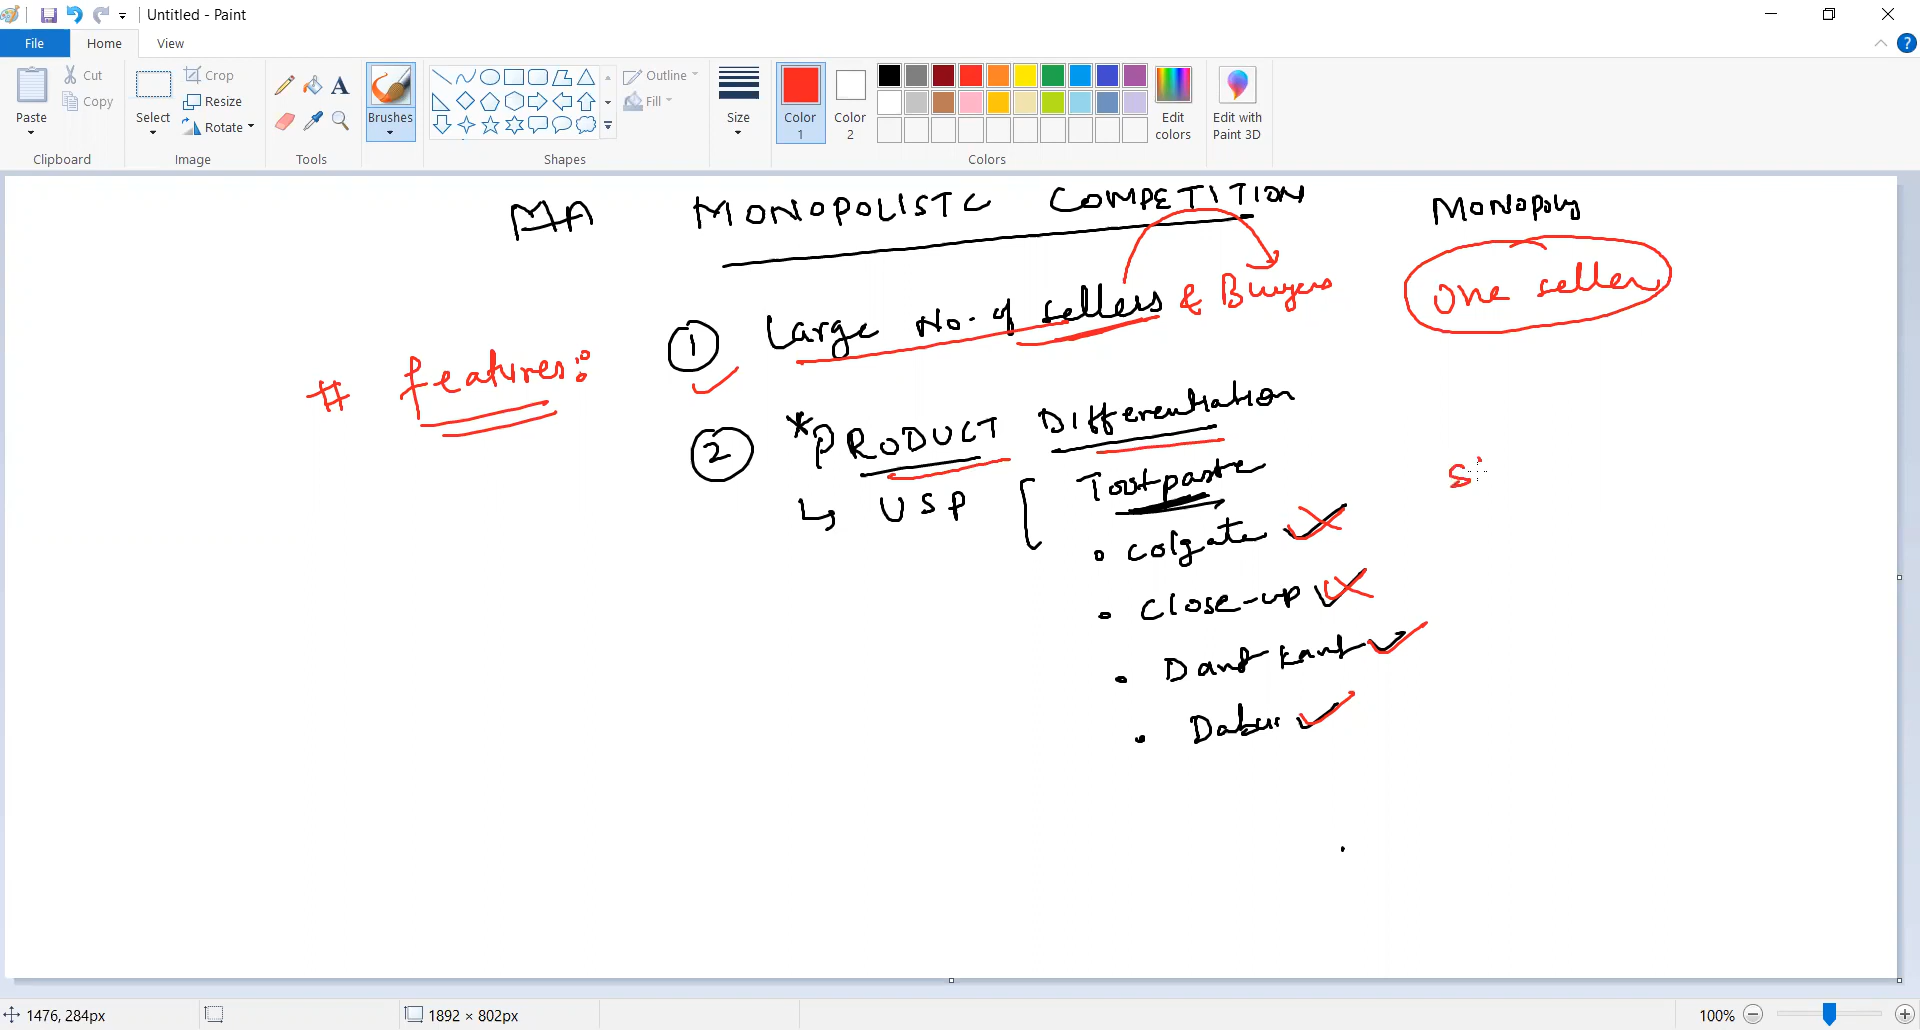 Untitled - Paint
File Home View
Paste
Cut
Copy
Clipboard
Select
Crop
Resize
Rotate
Image
Tools
Brushes
Shapes
Outline
Fill
Size
Color 1
Color 2
Colors
Edit colors
Edit with Paint 3D
MONOPOLISTC COMPETITION
Monopoly
One seller
# features:
1 Large No. of sellers & Buyers
2 *PRODUCT Differentiation
↳ USP [ Tootpaste
• Colgate ✓
• Close-up ✓
• Dant kant ✓
• Dabur ✓
1476, 284px
1892 × 802px
100%